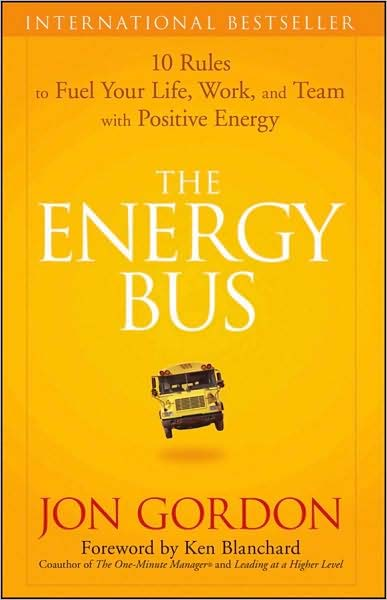 INTERNATIONAL BESTSELLER
10 Rules
to Fuel Your Life, Work, and Team
with Positive Energy
THE
ENERGY
BUS
JON GORDON
Foreword by Ken Blanchard
Coauthor of The One-Minute Manager® and Leading at a Higher Level